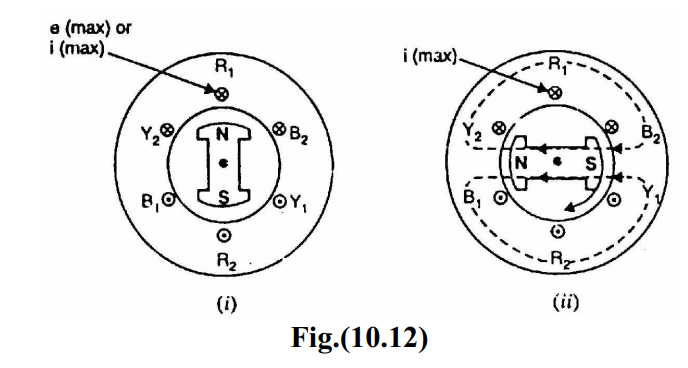 e (max) or
i (max)
R₁
Y₂ B₂
N
S
B₁ Y₁
R₂
(i)
i (max)
R₁
Y₂ B₂
N S
B₁ Y₁
R₂
(ii)
Fig.(10.12)